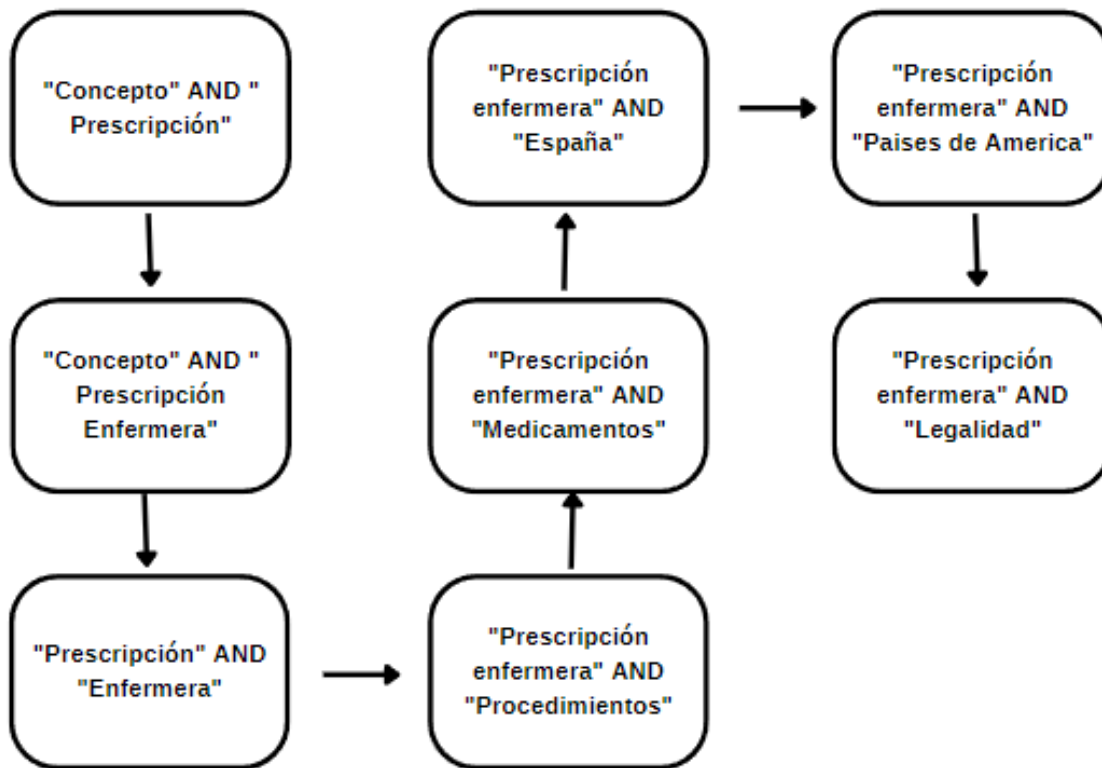 "Concepto" AND "
Prescripción"
"Concepto" AND "
Prescripción
Enfermera"
"Prescripción" AND
"Enfermera"
"Prescripción
enfermera" AND
"Procedimientos"
"Prescripción
enfermera" AND
"Medicamentos"
"Prescripción
enfermera" AND
"España"
"Prescripción
enfermera" AND
"Paises de America"
"Prescripción
enfermera" AND
"Legalidad"